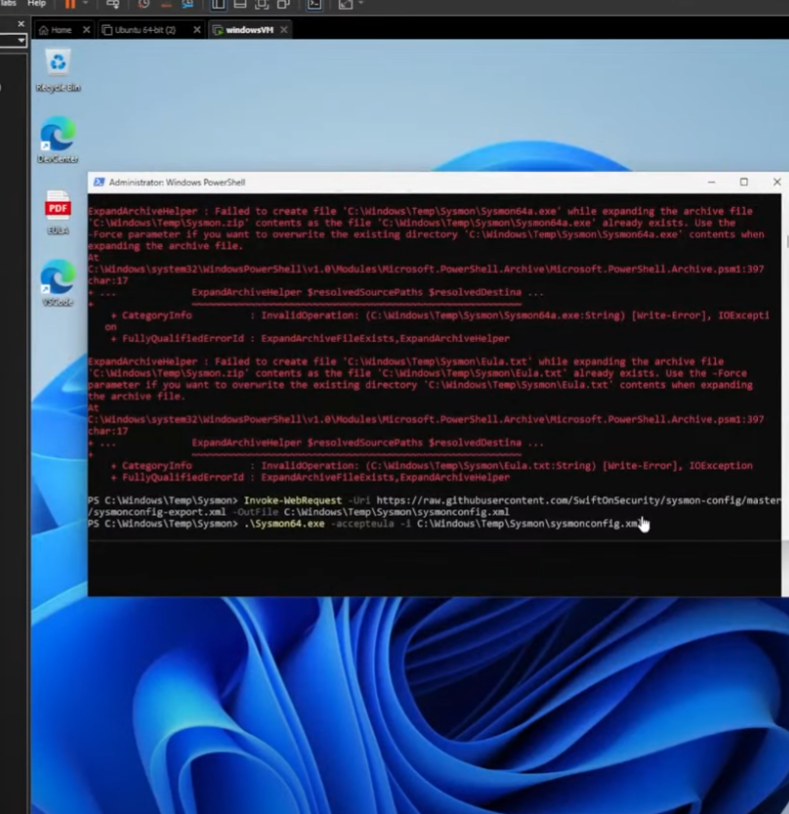 Tabs Help
Home
Ubuntu 64-bit (2)
windowsVM
Recycle Bin
DevCenter
PDF
EULA
VSCode
Administrator: Windows PowerShell
ExpandArchiveHelper : Failed to create file 'C:\Windows\Temp\Sysmon\Sysmon64a.exe' while expanding the archive file
'C:\Windows\Temp\Sysmon.zip' contents as the file 'C:\Windows\Temp\Sysmon\Sysmon64a.exe' already exists. Use the
-Force parameter if you want to overwrite the existing directory 'C:\Windows\Temp\Sysmon\Sysmon64a.exe' contents when
expanding the archive file.
At
C:\Windows\system32\WindowsPowerShell\v1.0\Modules\Microsoft.PowerShell.Archive\Microsoft.PowerShell.Archive.psm1:397
char:17
+ ... ExpandArchiveHelper $resolvedSourcePaths $resolvedDestina ...
+ ~~~~~~~~~~~~~~~~~~~~~~~~~~~~~~~~~~~~~~~~~~~~~~~~~
+ CategoryInfo : InvalidOperation: (C:\Windows\Temp\Sysmon\Sysmon64a.exe:String) [Write-Error], IOExcepti
on
+ FullyQualifiedErrorId : ExpandArchiveFileExists,ExpandArchiveHelper
ExpandArchiveHelper : Failed to create file 'C:\Windows\Temp\Sysmon\Eula.txt' while expanding the archive file
'C:\Windows\Temp\Sysmon.zip' contents as the file 'C:\Windows\Temp\Sysmon\Eula.txt' already exists. Use the -Force
parameter if you want to overwrite the existing directory 'C:\Windows\Temp\Sysmon\Eula.txt' contents when expanding
the archive file.
At
C:\Windows\system32\WindowsPowerShell\v1.0\Modules\Microsoft.PowerShell.Archive\Microsoft.PowerShell.Archive.psm1:397
char:17
+ ... ExpandArchiveHelper $resolvedSourcePaths $resolvedDestina ...
+ ~~~~~~~~~~~~~~~~~~~~~~~~~~~~~~~~~~~~~~~~~~~~~~~~~
+ CategoryInfo : InvalidOperation: (C:\Windows\Temp\Sysmon\Eula.txt:String) [Write-Error], IOException
+ FullyQualifiedErrorId : ExpandArchiveFileExists,ExpandArchiveHelper
PS C:\Windows\Temp\Sysmon> Invoke-WebRequest -Uri https://raw.githubusercontent.com/SwiftOnSecurity/sysmon-config/master
/sysmonconfig-export.xml -OutFile C:\Windows\Temp\Sysmon\sysmonconfig.xml
PS C:\Windows\Temp\Sysmon> .\Sysmon64.exe -accepteula -i C:\Windows\Temp\Sysmon\sysmonconfig.xml